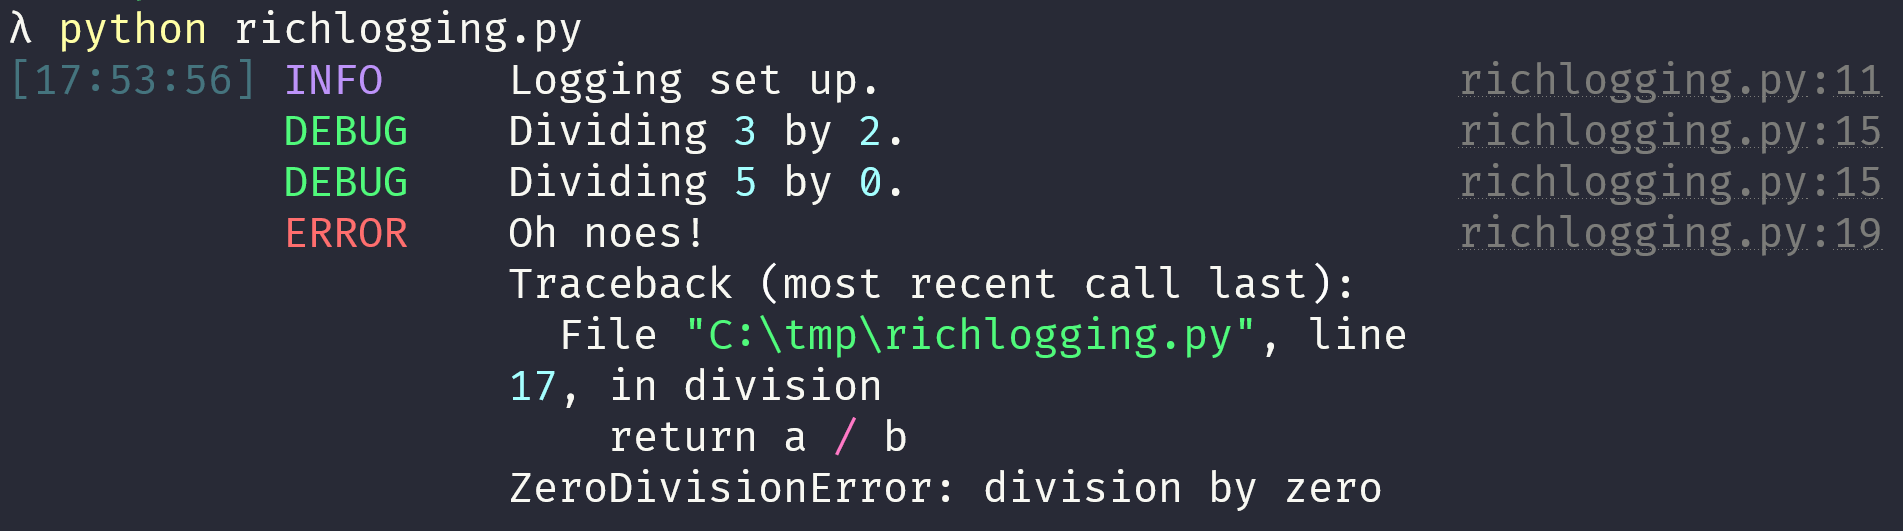 λ python richlogging.py
[17:53:56] INFO Logging set up. richlogging.py:11
DEBUG Dividing 3 by 2. richlogging.py:15
DEBUG Dividing 5 by 0. richlogging.py:15
ERROR Oh noes! richlogging.py:19
Traceback (most recent call last):
File "C:\tmp\richlogging.py", line
17, in division
return a / b
ZeroDivisionError: division by zero